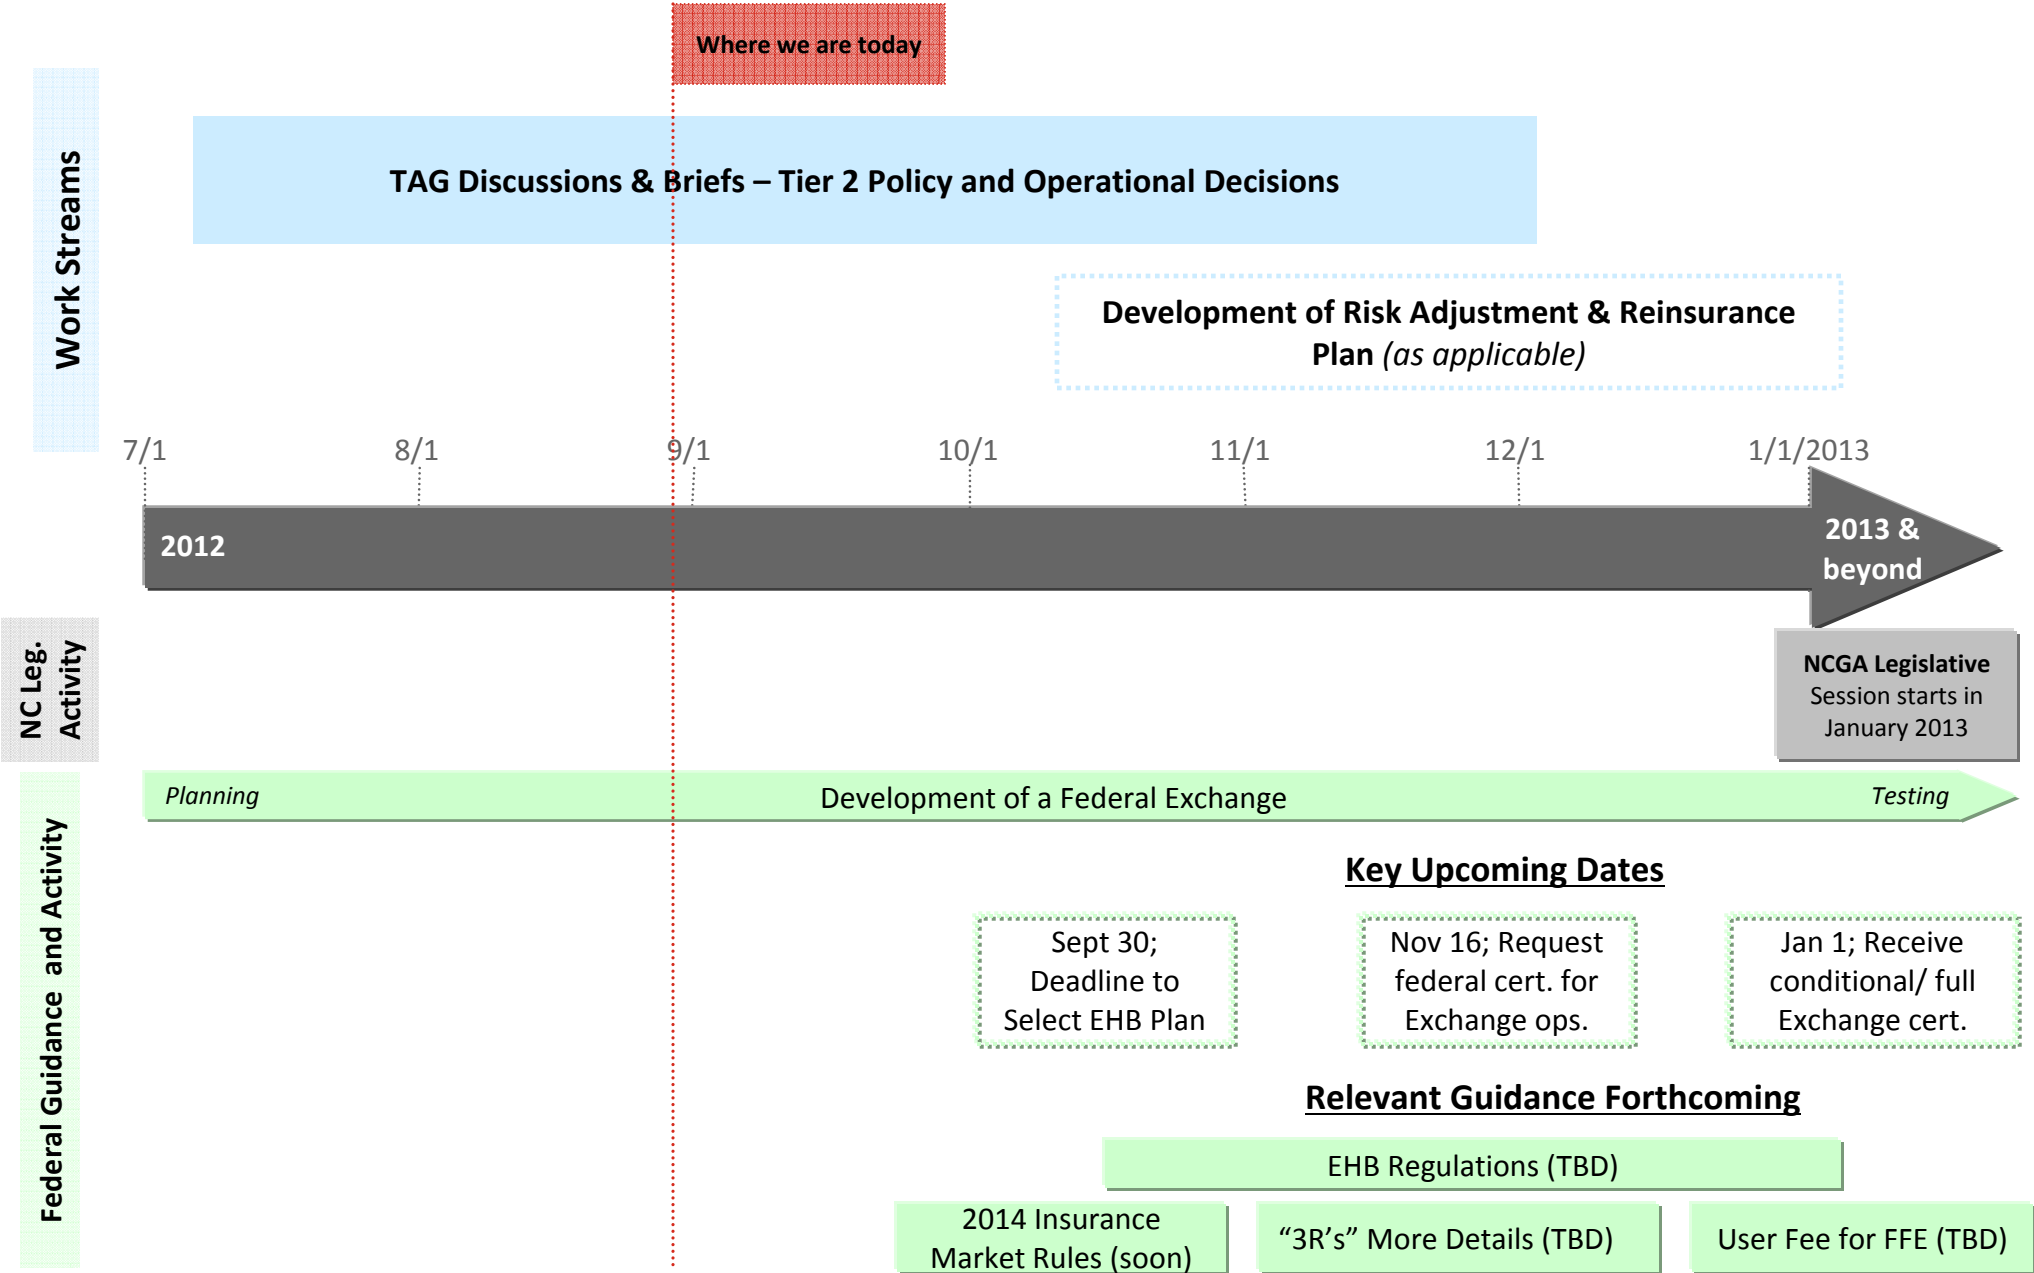 Where we are today
Work Streams
TAG Discussions & Briefs – Tier 2 Policy and Operational Decisions
Development of Risk Adjustment & Reinsurance
Plan (as applicable)
7/1
8/1
9/1
10/1
11/1
12/1
1/1/2013
2012
2013 &
beyond
NC Leg.
Activity
NCGA Legislative
Session starts in
January 2013
Federal Guidance and Activity
Planning
Development of a Federal Exchange
Testing
Key Upcoming Dates
Sept 30;
Deadline to
Select EHB Plan
Nov 16; Request
federal cert. for
Exchange ops.
Jan 1; Receive
conditional/ full
Exchange cert.
Relevant Guidance Forthcoming
EHB Regulations (TBD)
2014 Insurance
Market Rules (soon)
“3R’s” More Details (TBD)
User Fee for FFE (TBD)